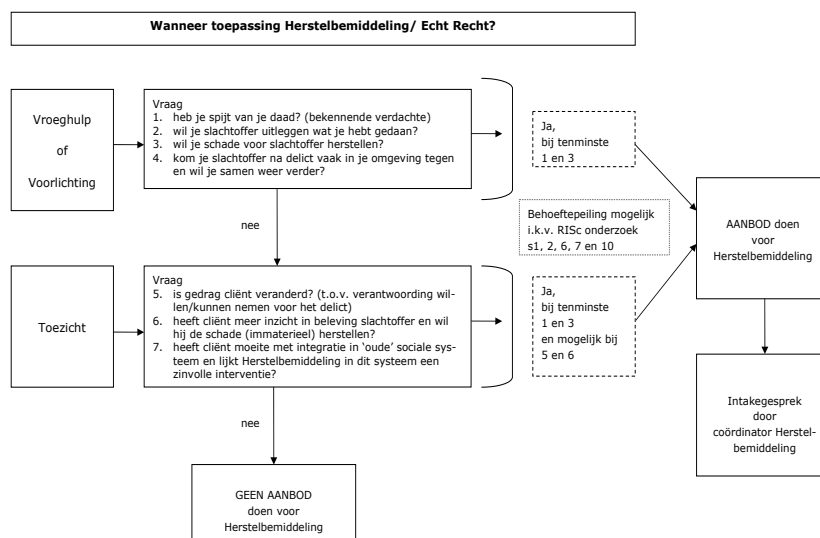 Wanneer toepassing Herstelbemiddeling/ Echt Recht?
Vroeghulp
of
Voorlichting
Vraag
1. heb je spijt van je daad? (bekennende verdachte)
2. wil je slachtoffer uitleggen wat je hebt gedaan?
3. wil je schade voor slachtoffer herstellen?
4. kom je slachtoffer na delict vaak in je omgeving tegen
en wil je samen weer verder?
Ja,
bij tenminste
1 en 3
nee
Behoeftepeiling mogelijk
i.k.v. RISc onderzoek
s1, 2, 6, 7 en 10
AANBOD doen
voor
Herstelbemiddeling
Toezicht
Vraag
5. is gedrag cliënt veranderd? (t.o.v. verantwoording wil-
len/kunnen nemen voor het delict)
6. heeft cliënt meer inzicht in beleving slachtoffer en wil
hij de schade (immaterieel) herstellen?
7. heeft cliënt moeite met integratie in ‘oude’ sociale sys-
teem en lijkt Herstelbemiddeling in dit systeem een
zinvolle interventie?
Ja,
bij tenminste
1 en 3
en mogelijk bij
5 en 6
nee
Intakegesprek
door
coördinator Herstel-
bemiddeling
GEEN AANBOD
doen voor
Herstelbemiddeling